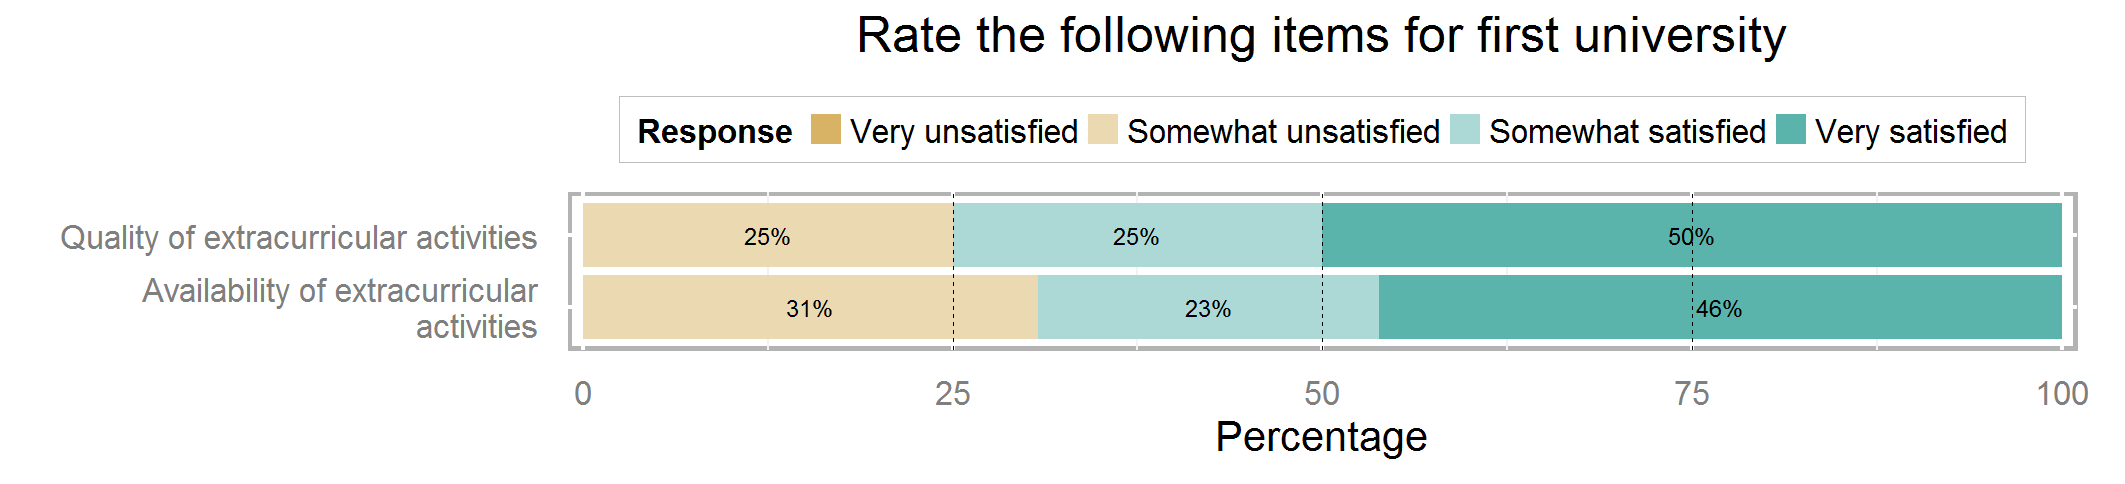 Rate the following items for first university
Response Very unsatisfied Somewhat unsatisfied Somewhat satisfied Very satisfied
Quality of extracurricular activities 25% 25% 50%
Availability of extracurricular
activities
31% 23% 46%
0 25 50 75 100
Percentage